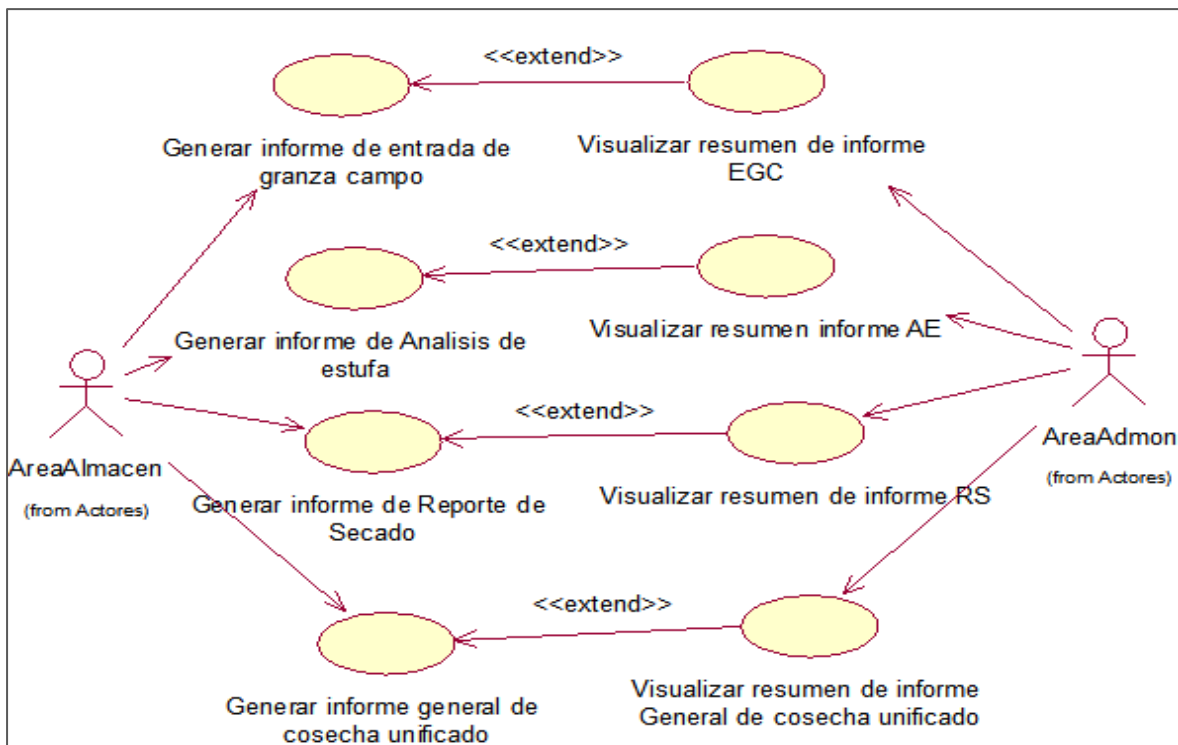 <<extend>>
Generar informe de entrada de
granza campo
Visualizar resumen de informe
EGC
<<extend>>
Generar informe de Analisis de
estufa
Visualizar resumen informe AE
AreaAlmacen
(from Actores)
<<extend>>
AreaAdmon
(from Actores)
Generar informe de Reporte de
Secado
Visualizar resumen de informe RS
<<extend>>
Generar informe general de
cosecha unificado
Visualizar resumen de informe
General de cosecha unificado